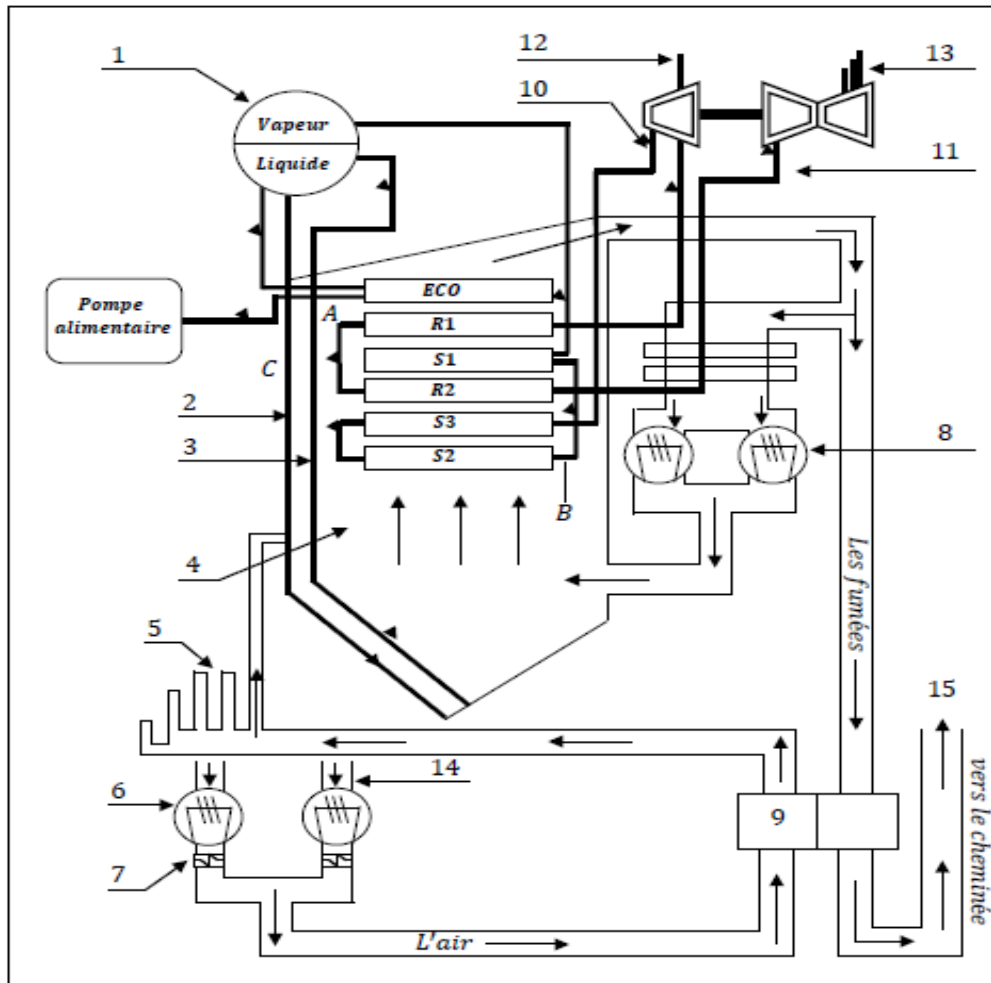 12
13
1
10
Vapeur
Liquide
11
Pompe
alimentaire
ECO
A
R1
S1
C
R2
2
S3
8
3
S2
B
4
Les fumées
5
15
14
6
9
7
vers le cheminée
L'air